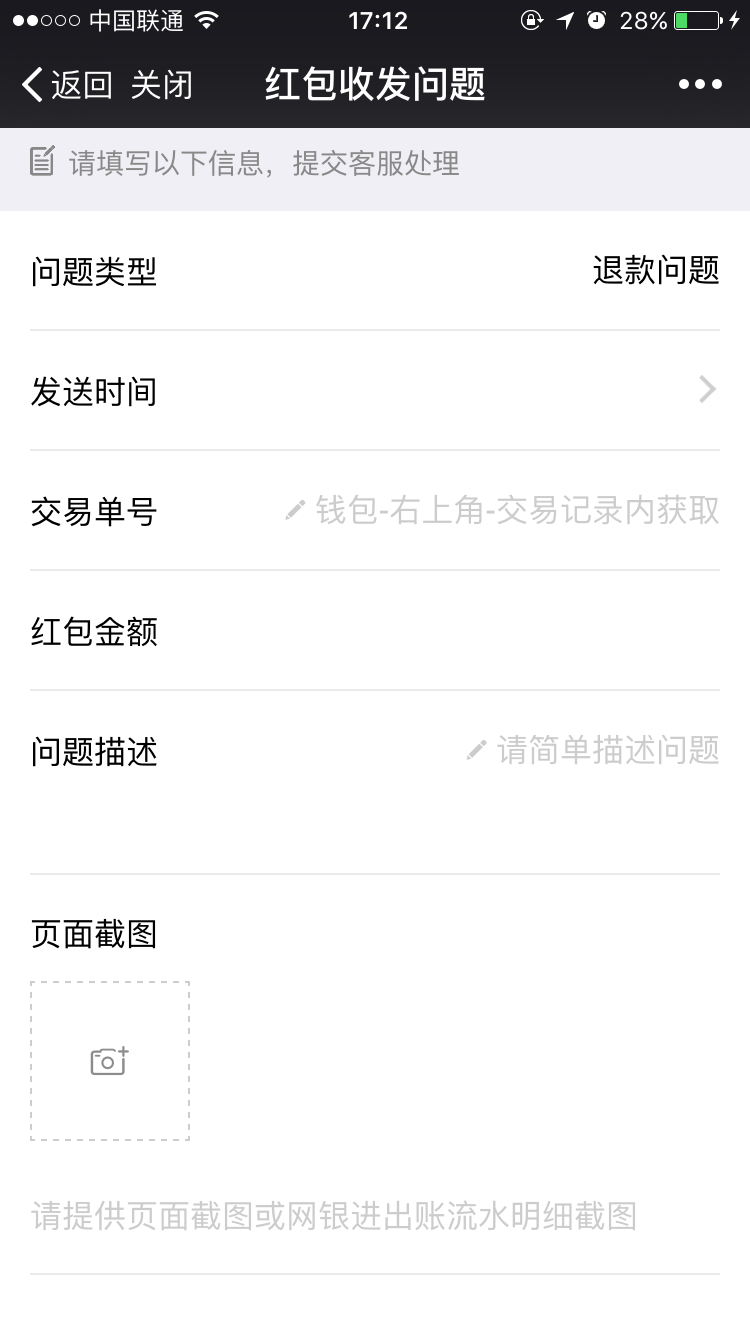 中国联通 17:12 28%
返回 关闭 红包收发问题
请填写以下信息，提交客服处理
问题类型 退款问题
发送时间
交易单号 钱包-右上角-交易记录内获取
红包金额
问题描述 请简单描述问题
页面截图
请提供页面截图或网银进出账流水明细截图